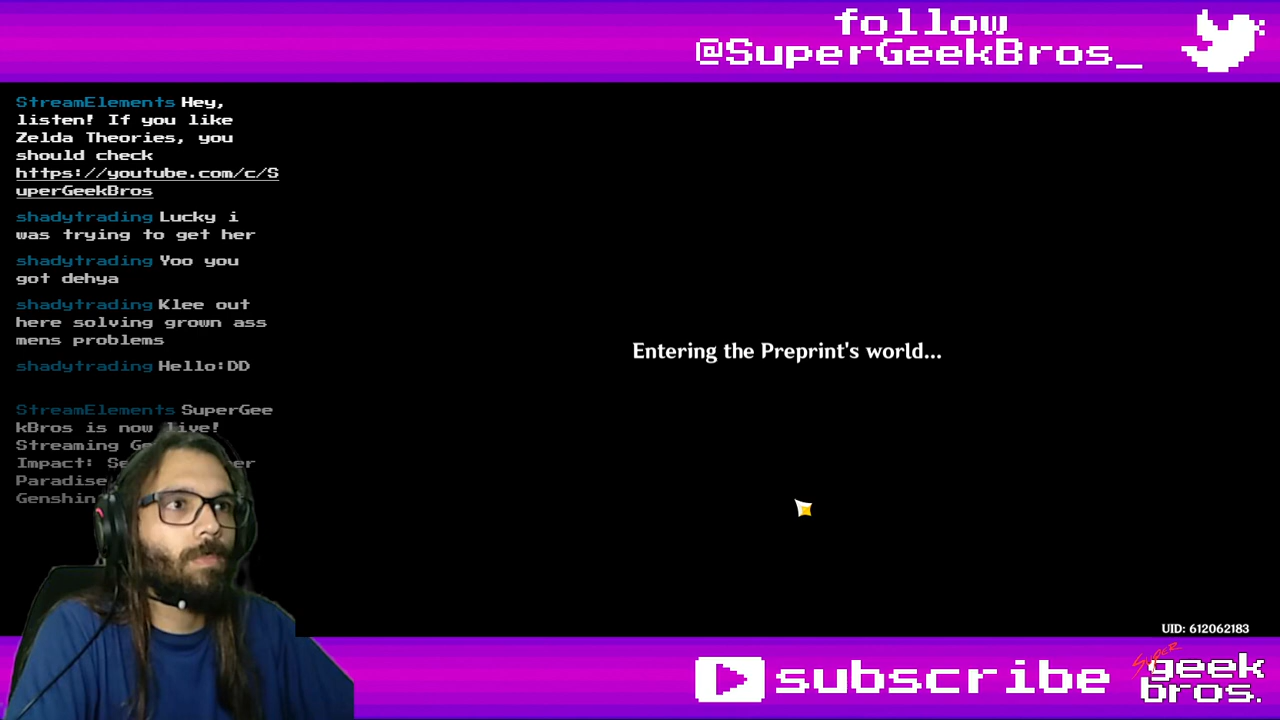 follow
@SuperGeekBros_
StreamElements Hey,
listen! If you like
Zelda Theories, you
should check
https://youtube.com/c/S
uperGeekBros
shadytrading Lucky i
was trying to get her
shadytrading Yoo you
got dehya
shadytrading Klee out
here solving grown ass
mens problems
shadytrading Hello:DD
StreamElements SuperGee
kBros is now live!
Streaming
Impact:
Paradise
Genshin
Entering the Preprint's world...
UID: 612062183
subscribe
super
geek
bros.